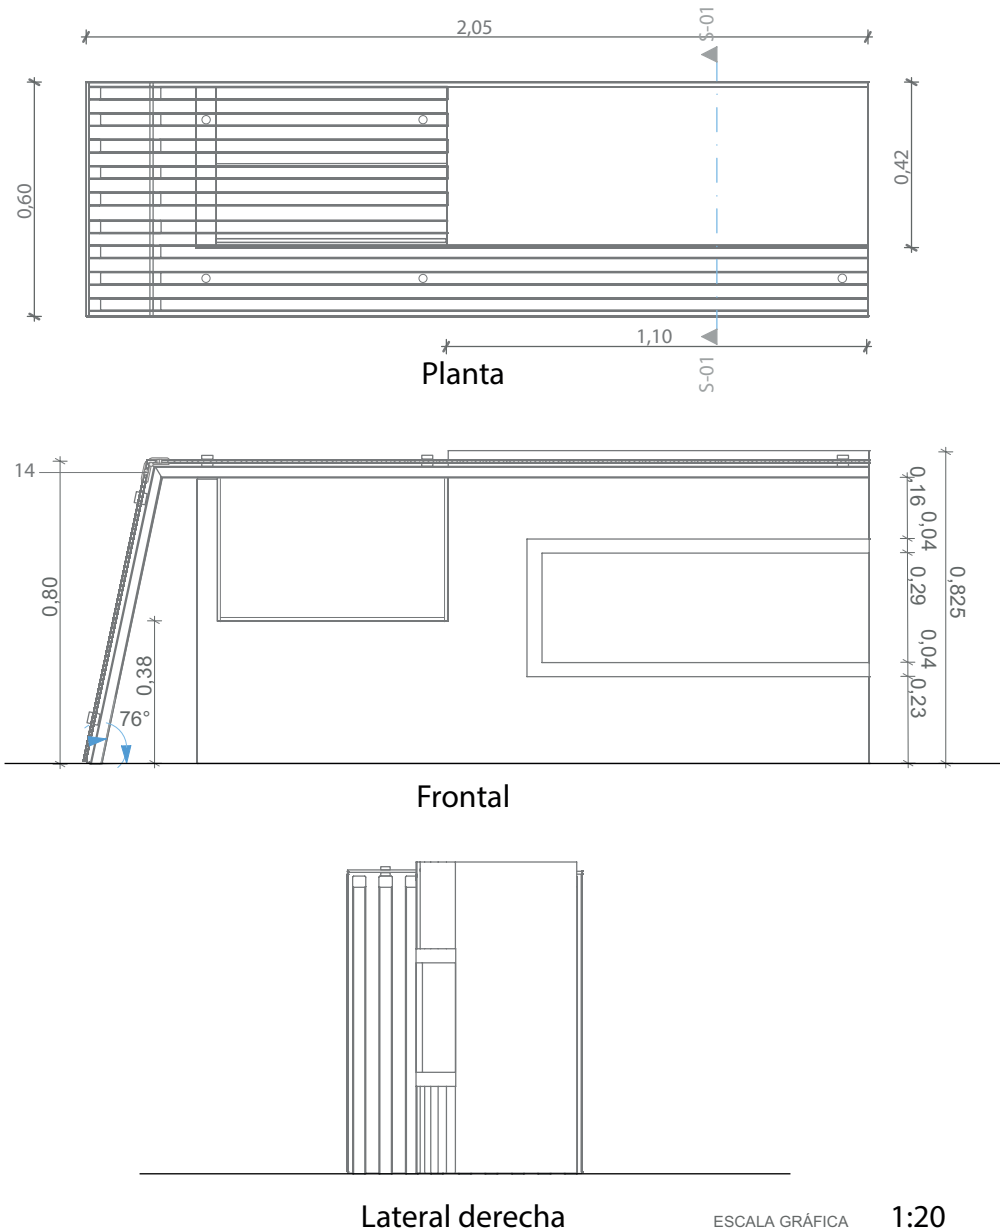 2,05
S-01
0,60
0,42
1,10
S-01
Planta
14
0,80
0,38
76°
0,16
0,04
0,29
0,04
0,23
0,825
Frontal
Lateral derecha
ESCALA GRÁFICA 1:20